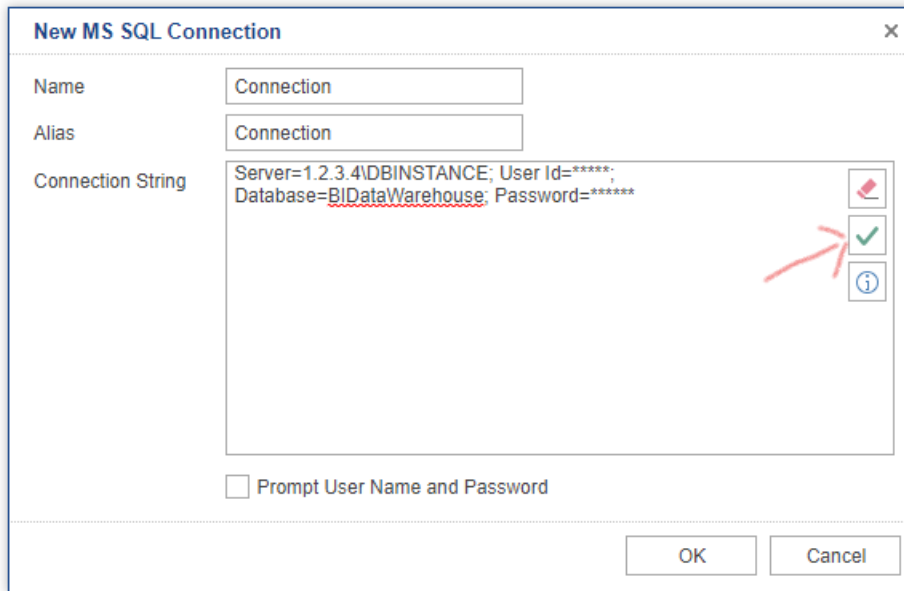 New MS SQL Connection
Name
Connection
Alias
Connection
Connection String
Server=1.2.3.4\DBINSTANCE; User Id=*****;
Database=BIDataWarehouse; Password=******
Prompt User Name and Password
OK
Cancel